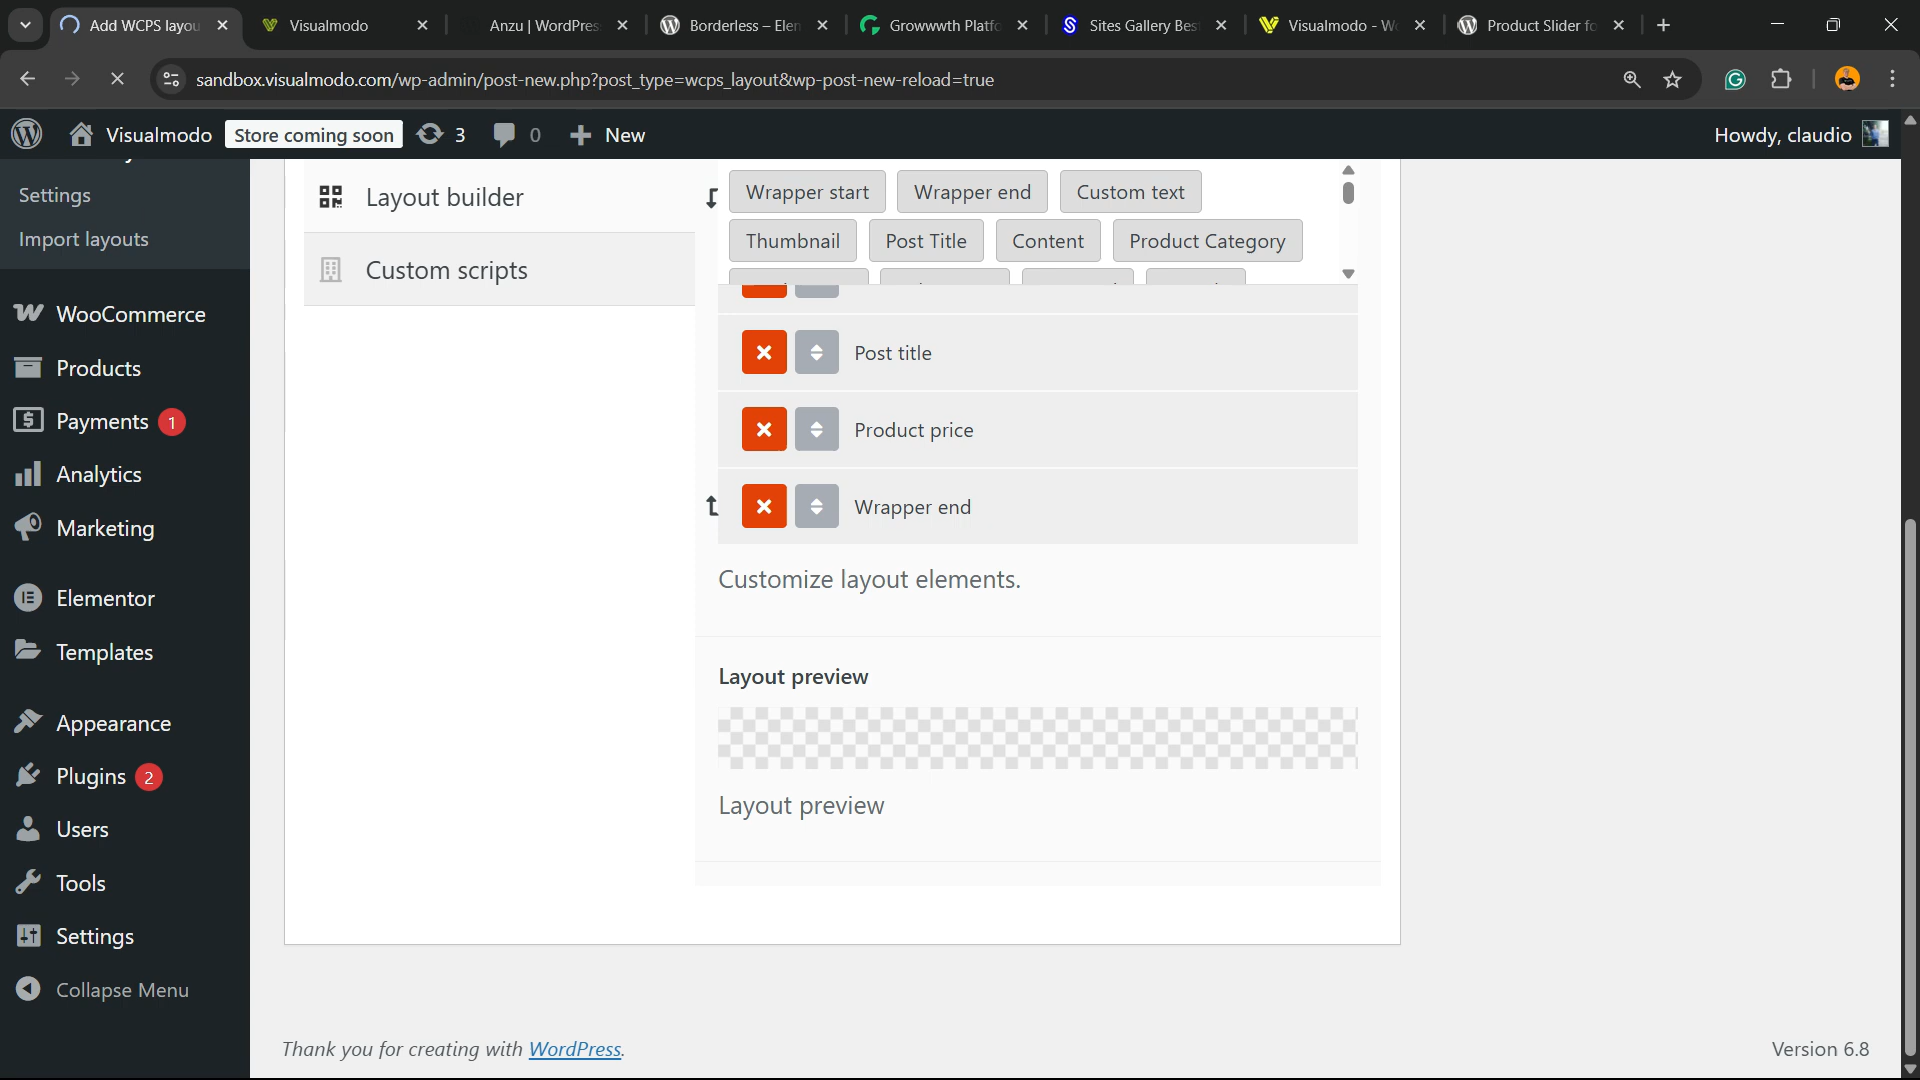 Add WCPS layou
Visualmodo
Anzu | WordPres
Borderless – Elen
Growwwth Platfo
Sites Gallery Bes
Visualmodo - Wo
Product Slider fo
sandbox.visualmodo.com/wp-admin/post-new.php?post_type=wcps_layout&wp-post-new-reload=true
Visualmodo
Store coming soon
3
0
New
Howdy, claudio
Settings
Import layouts
WooCommerce
Products
Payments 1
Analytics
Marketing
Elementor
Templates
Appearance
Plugins 2
Users
Tools
Settings
Collapse Menu
Layout builder
Custom scripts
Wrapper start
Wrapper end
Custom text
Thumbnail
Post Title
Content
Product Category
Post title
Product price
Wrapper end
Customize layout elements.
Layout preview
Layout preview
Thank you for creating with WordPress.
Version 6.8